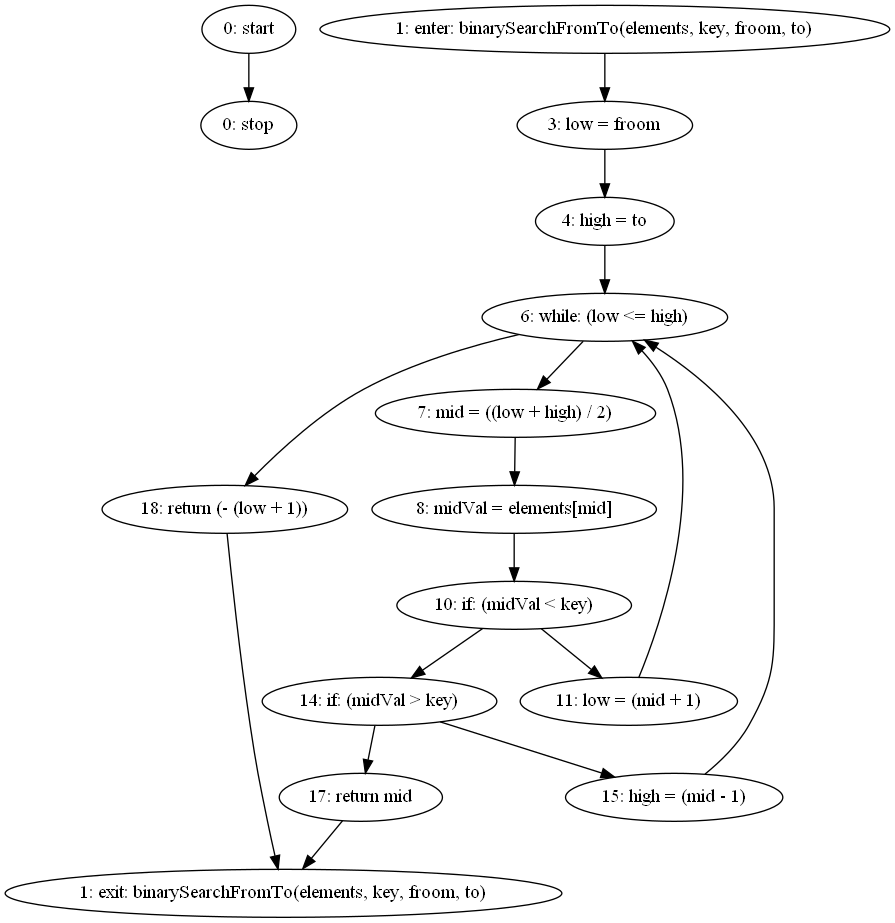 0: start
1: enter: binarySearchFromTo(elements, key, froom, to)
0: stop
3: low = froom
4: high = to
6: while: (low <= high)
7: mid = ((low + high) / 2)
18: return (- (low + 1))
8: midVal = elements[mid]
10: if: (midVal < key)
14: if: (midVal > key)
11: low = (mid + 1)
17: return mid
15: high = (mid - 1)
1: exit: binarySearchFromTo(elements, key, froom, to)